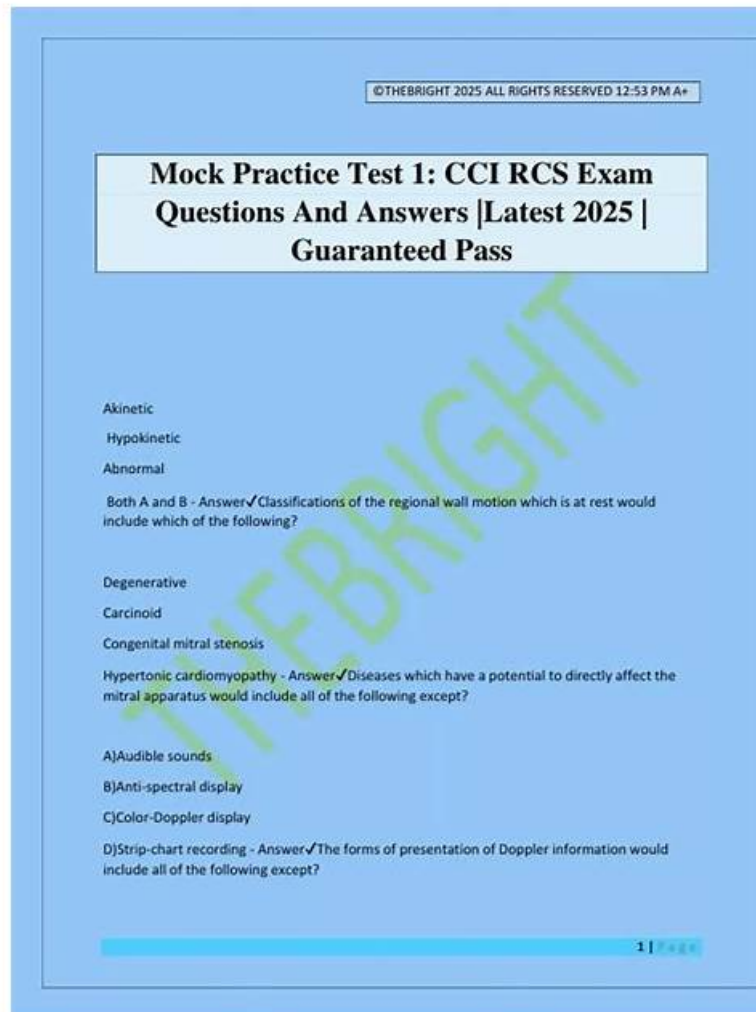 ©THEBRIGHT 2025 ALL RIGHTS RESERVED 12:53 PM A+
Mock Practice Test 1: CCI RCS Exam
Questions And Answers |Latest 2025 |
Guaranteed Pass
Akinetic
Hypokinetic
Abnormal
Both A and B - Answer✓Classifications of the regional wall motion which is at rest would
include which of the following?
Degenerative
Carcinoid
Congenital mitral stenosis
Hypertonic cardiomyopathy - Answer✓Diseases which have a potential to directly affect the
mitral apparatus would include all of the following except?
A)Audible sounds
B)Anti-spectral display
C)Color-Doppler display
D)Strip-chart recording - Answer✓The forms of presentation of Doppler information would
include all of the following except?
THEBRIGHT
1 | Page